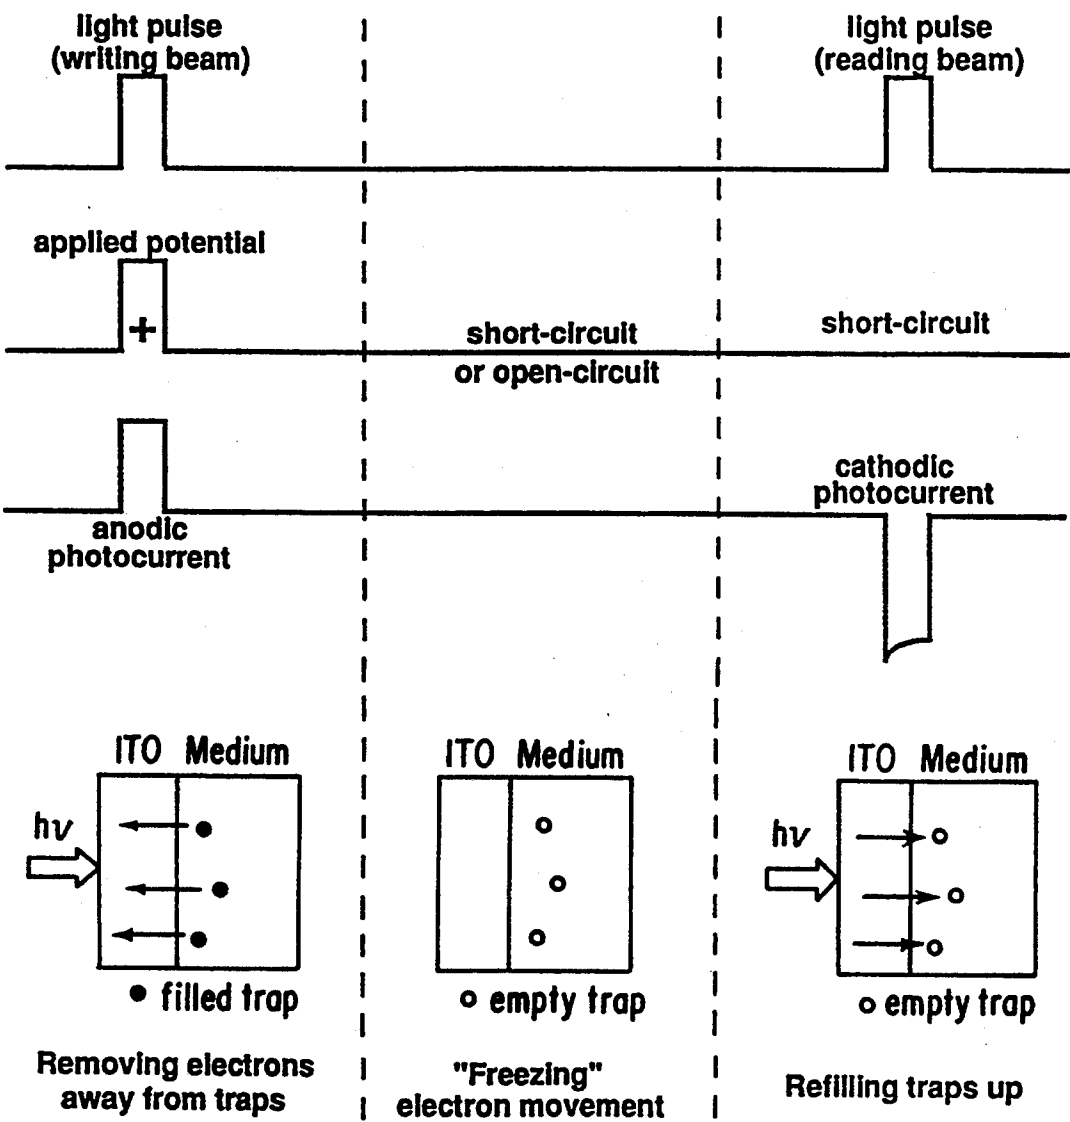 light pulse
(writing beam)
light pulse
(reading beam)
applied potential
+
short-circuit
or open-circuit
short-circuit
anodic
photocurrent
cathodic
photocurrent
ITO Medium
hν
● filled trap
Removing electrons
away from traps
ITO Medium
o empty trap
"Freezing"
electron movement
ITO Medium
hν
o empty trap
Refilling traps up